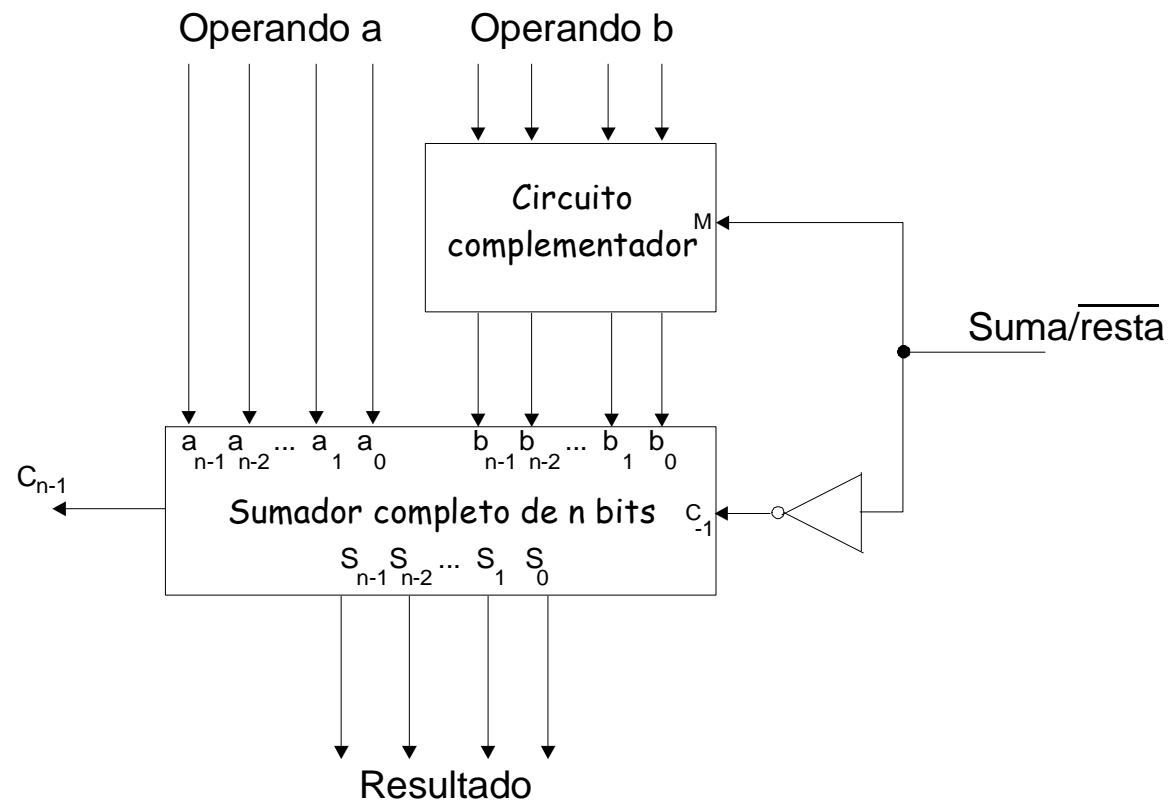 Operando a Operando b
Circuito
complementador
M
Suma/resta
a n-1 a n-2 ... a 1 a 0 b n-1 b n-2 ... b 1 b 0
C n-1
Sumador completo de n bits
C -1
S n-1 S n-2 ... S 1 S 0
Resultado